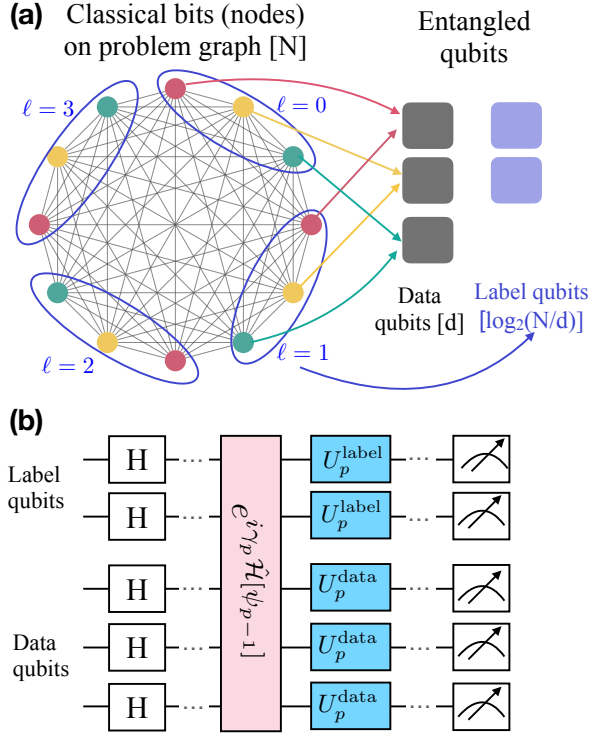 (a)
Classical bits (nodes)
on problem graph [N]
Entangled
qubits
ℓ = 3
ℓ = 0
ℓ = 2
ℓ = 1
Data
qubits [d]
Label qubits
[log₂(N/d)]
(b)
Label
qubits
H ... U_p^label ...
H ... U_p^label ...
e^{iγ_p Ĥ[ψ_{p−1}]}
Data
qubits
H ... U_p^data ...
H ... U_p^data ...
H ... U_p^data ...